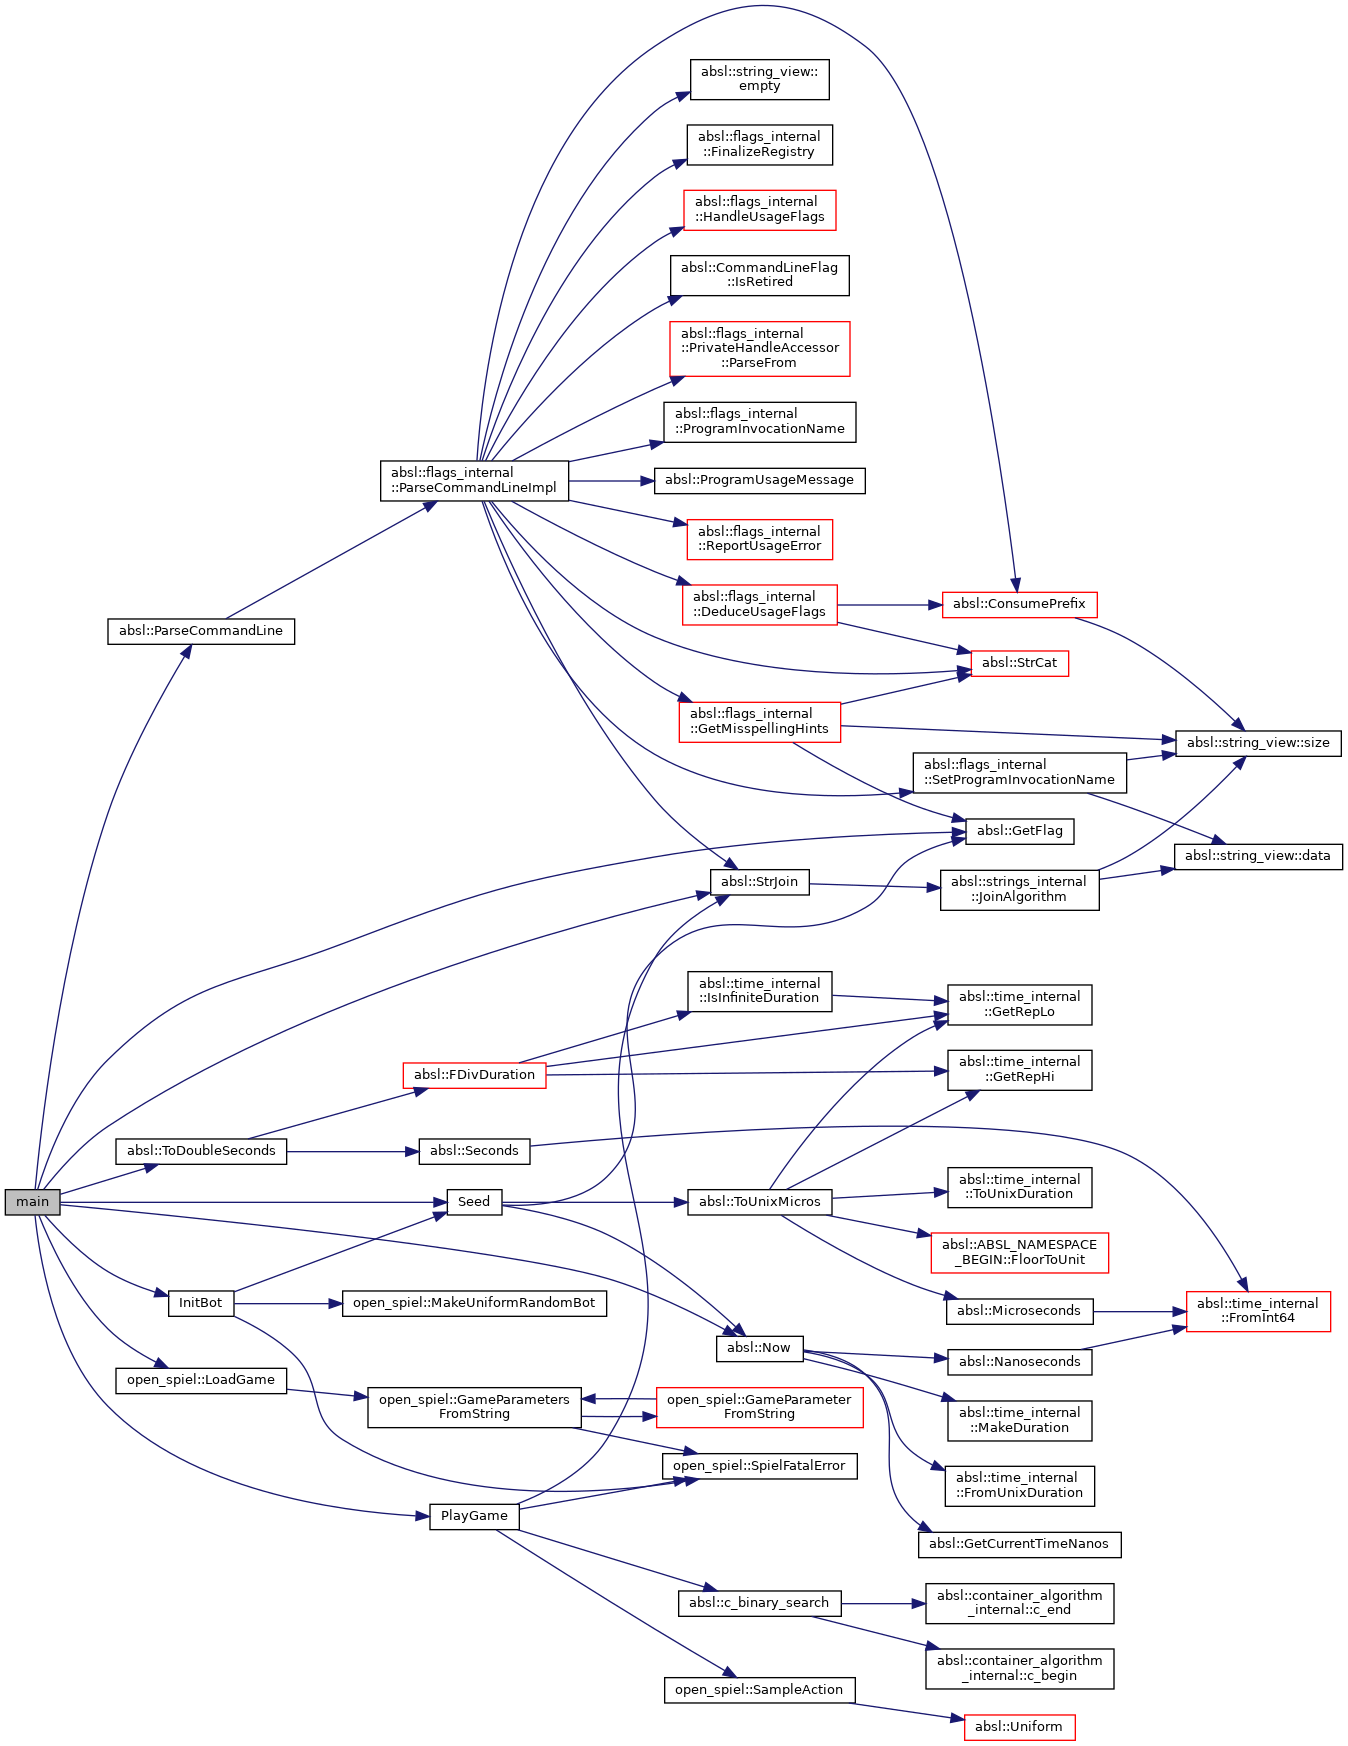 absl::string_view::
empty
absl::flags_internal
::FinalizeRegistry
absl::flags_internal
::HandleUsageFlags
absl::CommandLineFlag
::IsRetired
absl::flags_internal
::PrivateHandleAccessor
::ParseFrom
absl::flags_internal
::ProgramInvocationName
absl::flags_internal
::ParseCommandLineImpl
absl::ProgramUsageMessage
absl::flags_internal
::ReportUsageError
absl::flags_internal
::DeduceUsageFlags
absl::ConsumePrefix
absl::ParseCommandLine
absl::StrCat
absl::flags_internal
::GetMisspellingHints
absl::string_view::size
absl::flags_internal
::SetProgramInvocationName
absl::GetFlag
absl::string_view::data
absl::StrJoin
absl::strings_internal
::JoinAlgorithm
absl::time_internal
::IsInfiniteDuration
absl::time_internal
::GetRepLo
absl::FDivDuration
absl::time_internal
::GetRepHi
absl::ToDoubleSeconds
absl::Seconds
absl::time_internal
::ToUnixDuration
main
Seed
absl::ToUnixMicros
absl::ABSL_NAMESPACE
_BEGIN::FloorToUnit
InitBot
open_spiel::MakeUniformRandomBot
absl::Microseconds
absl::time_internal
::FromInt64
absl::Now
absl::Nanoseconds
open_spiel::LoadGame
open_spiel::GameParameters
FromString
open_spiel::GameParameter
FromString
absl::time_internal
::MakeDuration
open_spiel::SpielFatalError
absl::time_internal
::FromUnixDuration
PlayGame
absl::GetCurrentTimeNanos
absl::c_binary_search
absl::container_algorithm
_internal::c_end
absl::container_algorithm
_internal::c_begin
open_spiel::SampleAction
absl::Uniform